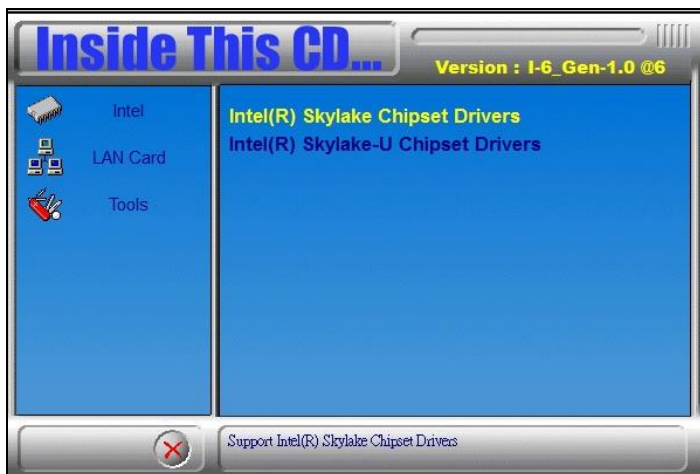 Inside This CD...
Version : I-6_Gen-1.0 @6
Intel
LAN Card
Tools
Intel(R) Skylake Chipset Drivers
Intel(R) Skylake-U Chipset Drivers
Support Intel(R) Skylake Chipset Drivers